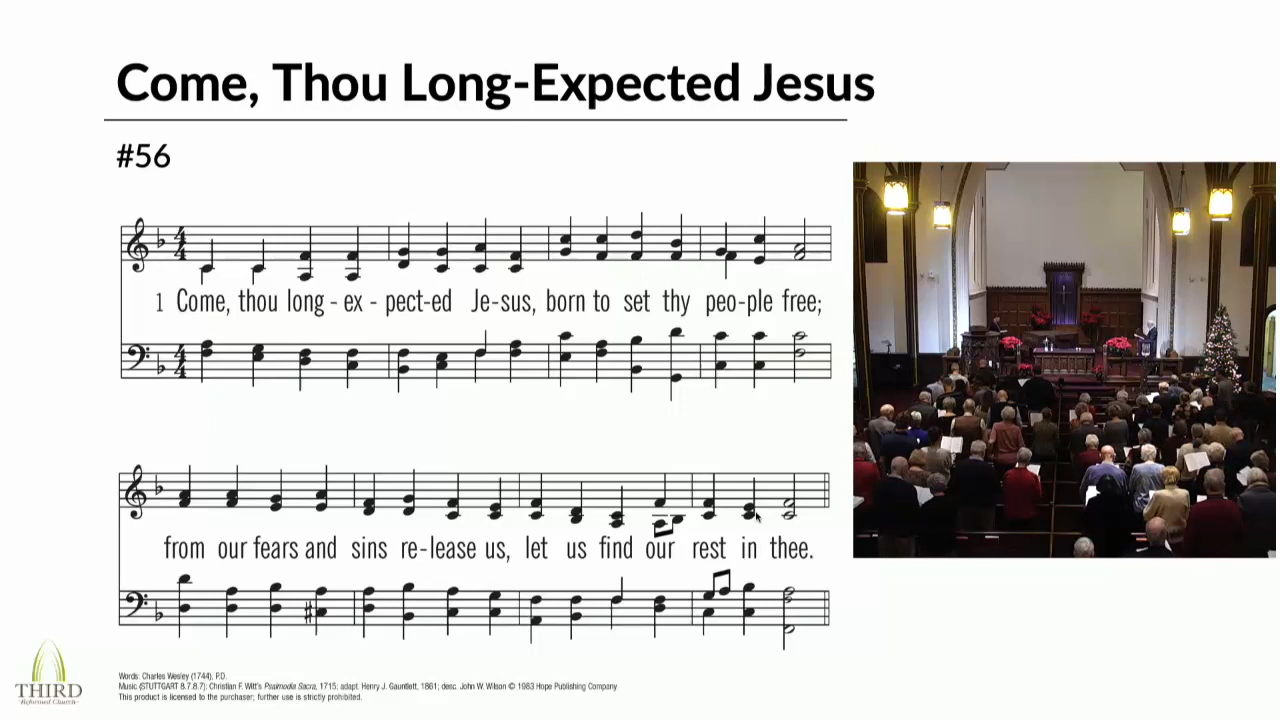 Come, Thou Long-Expected Jesus
#56
1 Come, thou long - ex - pect-ed Je-sus, born to set thy peo-ple free;
from our fears and sins re-lease us, let us find our rest in thee.
Words: Charles Wesley (1744), P.D.
Music (STUTTGART 8.7.8.7): Christian F. Witt's Psalmodia Sacra, 1715; adapt. Henry J. Gauntlett, 1861; desc. John W. Wilson © 1983 Hope Publishing Company
This product is licensed to the purchaser; further use is strictly prohibited.
THIRD
Reformed Church